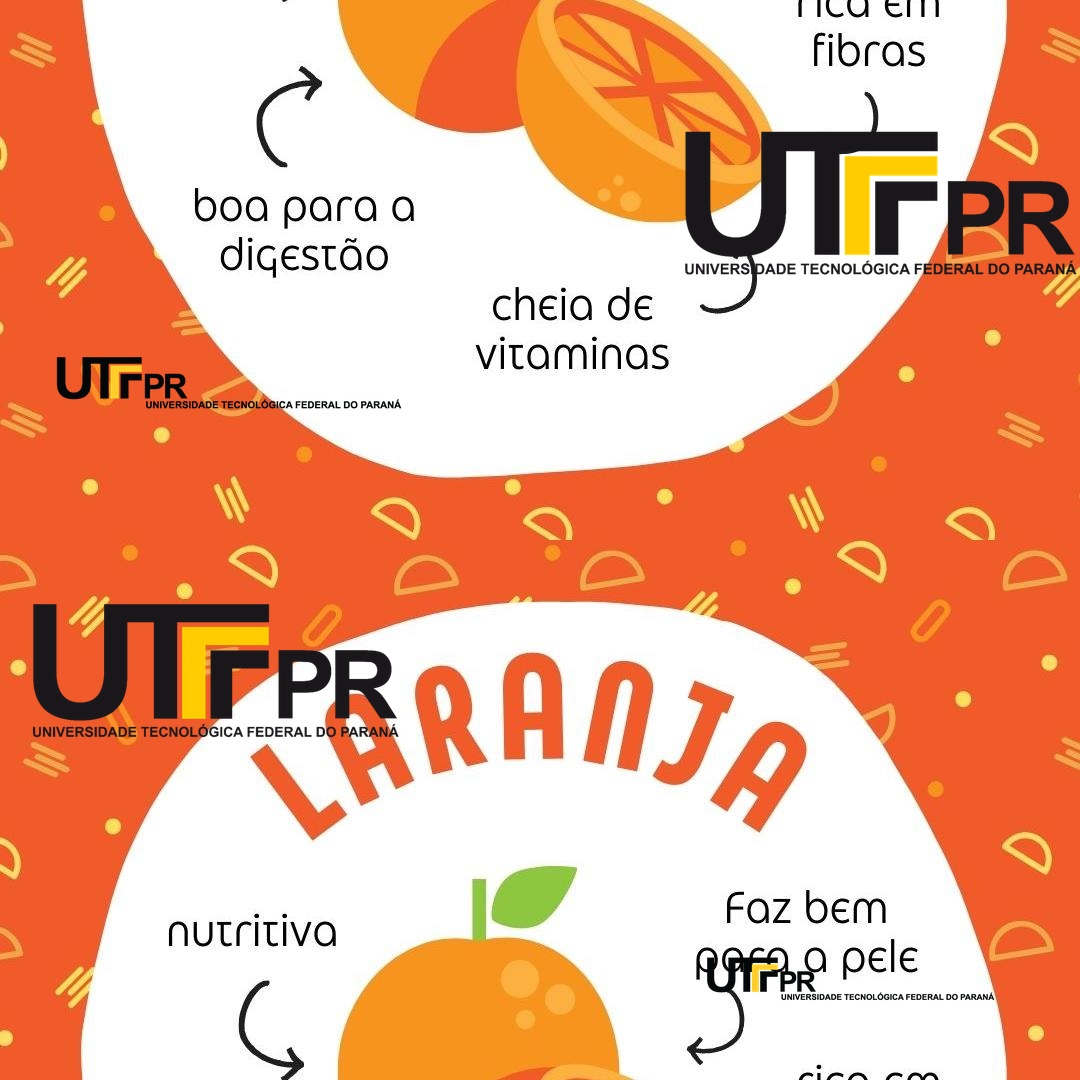 rica em
fibras
UTFPR
UNIVERSIDADE TECNOLÓGICA FEDERAL DO PARANÁ
boa para a
digestão
cheia de
vitaminas
UTFPR
UNIVERSIDADE TECNOLÓGICA FEDERAL DO PARANÁ
UTFPR
UNIVERSIDADE TECNOLÓGICA FEDERAL DO PARANÁ
LARANJA
nutritiva
Faz bem
para a pele
UTFPR
UNIVERSIDADE TECNOLÓGICA FEDERAL DO PARANÁ
rica em